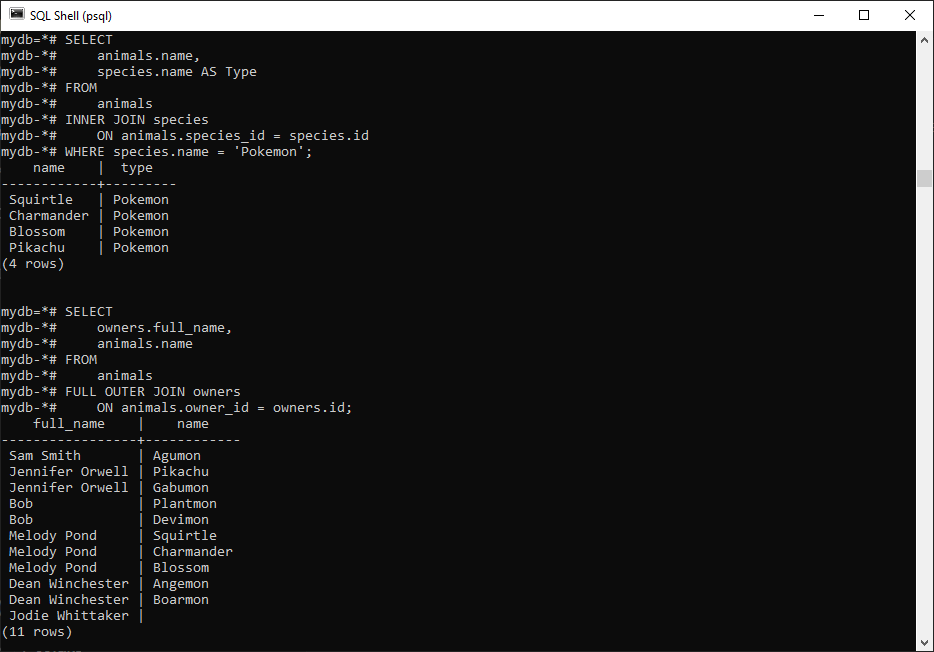 SQL Shell (psql)
mydb=*# SELECT
mydb-*#     animals.name,
mydb-*#     species.name AS Type
mydb-*# FROM
mydb-*#     animals
mydb-*# INNER JOIN species
mydb-*#     ON animals.species_id = species.id
mydb-*# WHERE species.name = 'Pokemon';
    name    |  type
------------+---------
 Squirtle   | Pokemon
 Charmander | Pokemon
 Blossom    | Pokemon
 Pikachu    | Pokemon
(4 rows)
mydb=*# SELECT
mydb-*#     owners.full_name,
mydb-*#     animals.name
mydb-*# FROM
mydb-*#     animals
mydb-*# FULL OUTER JOIN owners
mydb-*#     ON animals.owner_id = owners.id;
    full_name    |    name
-----------------+------------
 Sam Smith       | Agumon
 Jennifer Orwell | Pikachu
 Jennifer Orwell | Gabumon
 Bob             | Plantmon
 Bob             | Devimon
 Melody Pond     | Squirtle
 Melody Pond     | Charmander
 Melody Pond     | Blossom
 Dean Winchester | Angemon
 Dean Winchester | Boarmon
 Jodie Whittaker |
(11 rows)